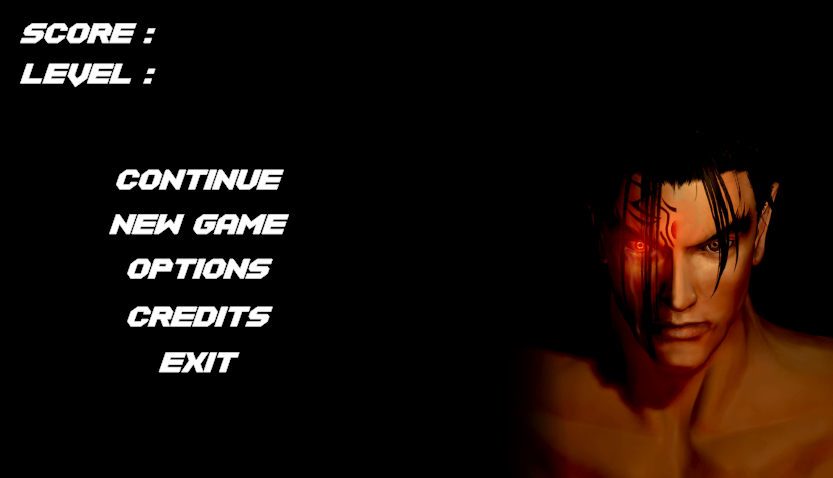 SCORE :
LEVEL :
CONTINUE
NEW GAME
OPTIONS
CREDITS
EXIT